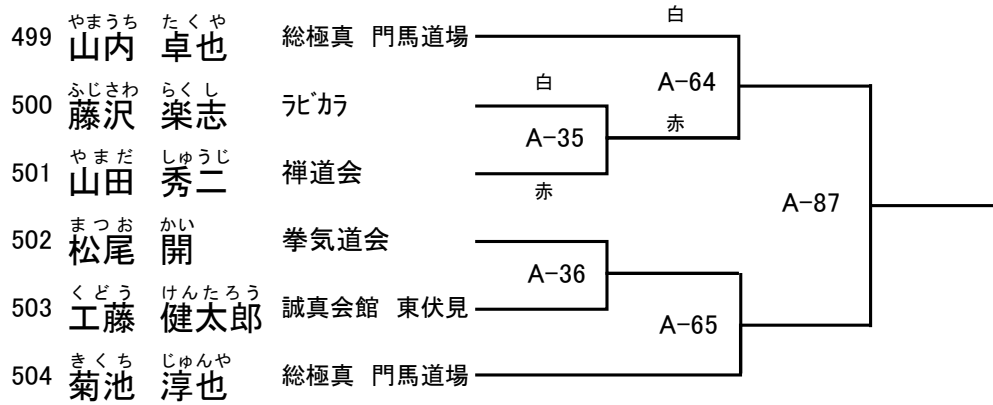 白
やまうち たくや
499 山内 卓也 総極真 門馬道場
A-64
ふじさわ らくし
500 藤沢 楽志 ラビカラ
白
A-35
赤
やまだ しゅうじ
501 山田 秀二 禅道会
赤
A-87
まつお かい
502 松尾 開 拳気道会
A-36
くどう けんたろう
503 工藤 健太郎 誠真会館 東伏見
A-65
きくち じゅんや
504 菊池 淳也 総極真 門馬道場